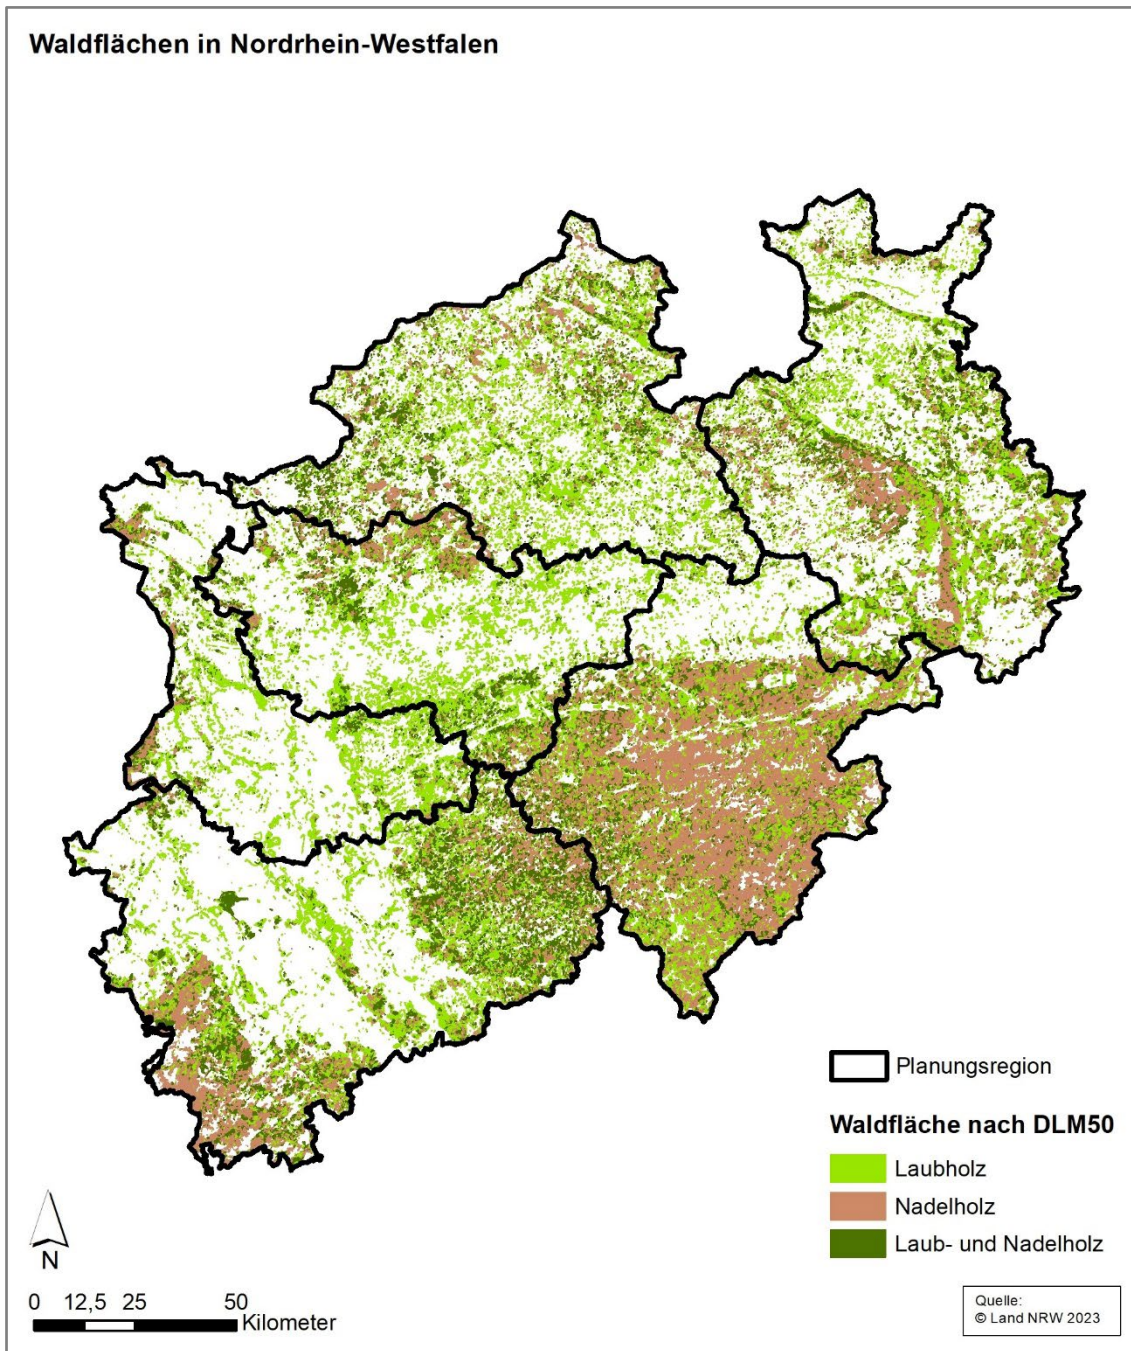 Waldflächen in Nordrhein-Westfalen
Planungsregion
Waldfläche nach DLM50
Laubholz
Nadelholz
Laub- und Nadelholz
N
0 12,5 25 50
Kilometer
Quelle:
© Land NRW 2023